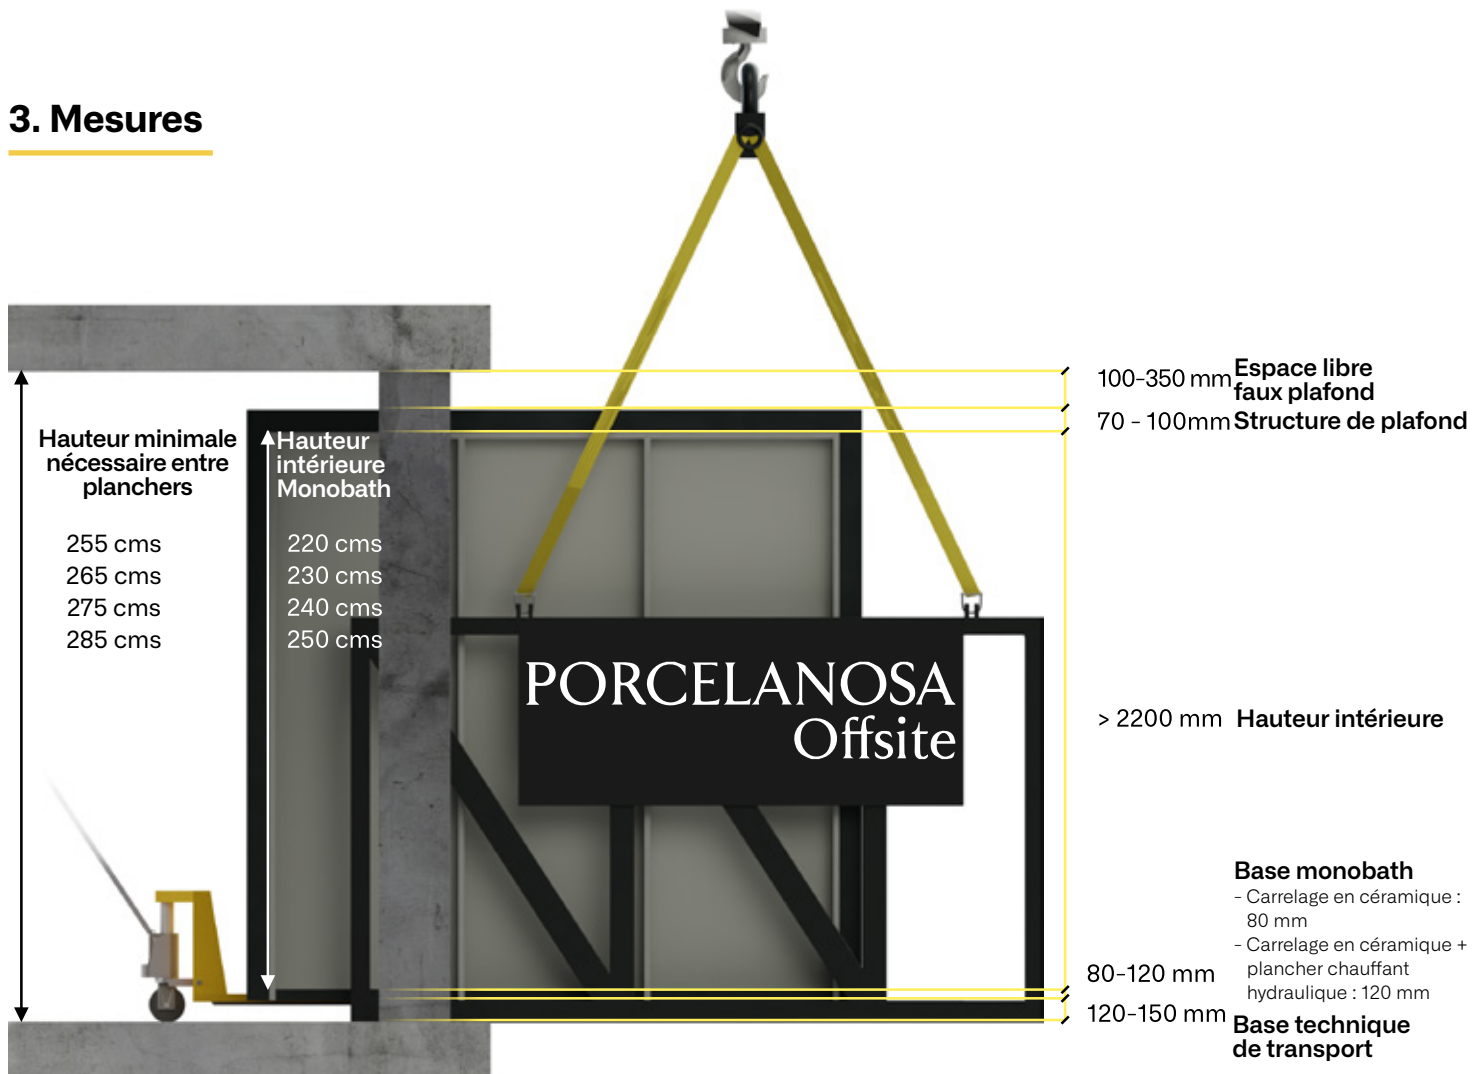 3. Mesures
Hauteur minimale
nécessaire entre
planchers
255 cms
265 cms
275 cms
285 cms
Hauteur
intérieure
Monobath
220 cms
230 cms
240 cms
250 cms
PORCELANOSA
Offsite
100-350 mm
Espace libre
faux plafond
70 - 100mm Structure de plafond
> 2200 mm Hauteur intérieure
Base monobath
- Carrelage en céramique :
80 mm
- Carrelage en céramique +
plancher chauffant
hydraulique : 120 mm
80-120 mm
120-150 mm
Base technique
de transport